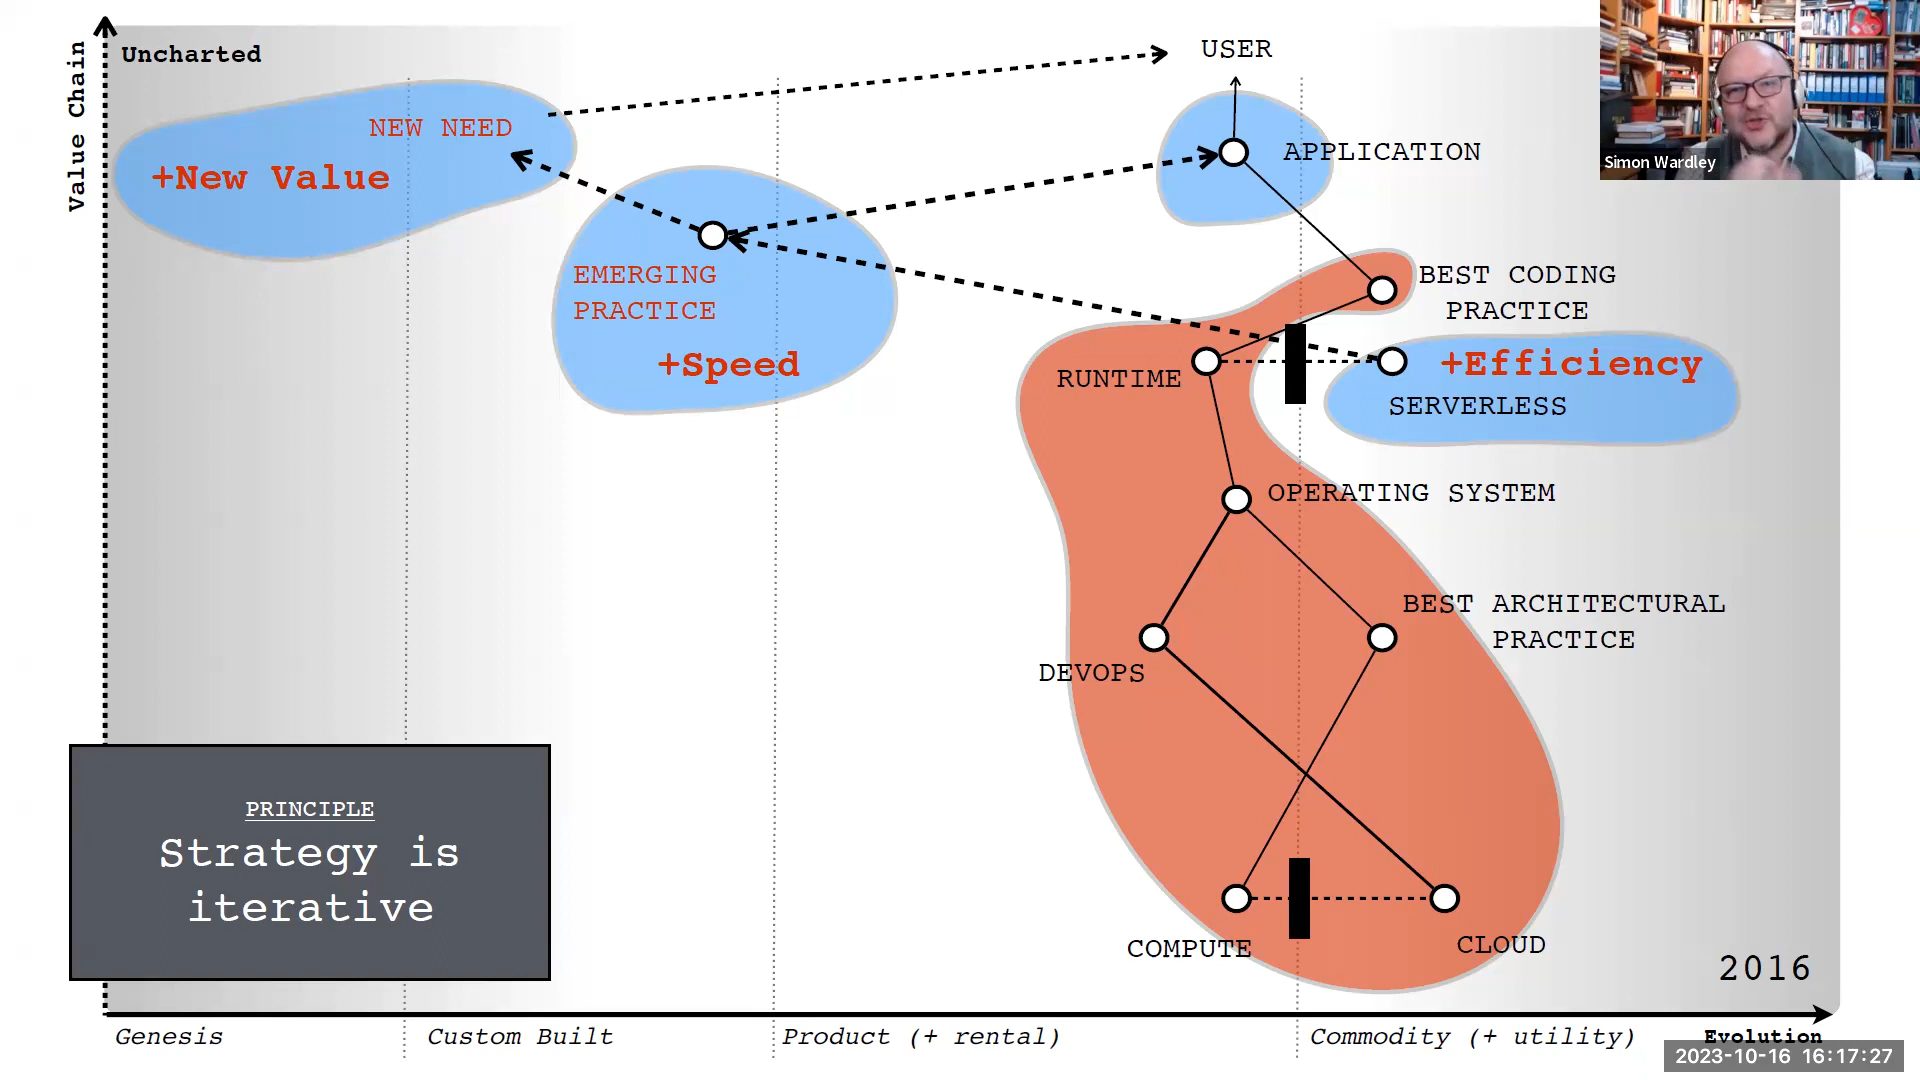 Value Chain
Uncharted
USER
NEW NEED
+New Value
APPLICATION
Simon Wardley
EMERGING
PRACTICE
+Speed
BEST CODING
PRACTICE
RUNTIME
+Efficiency
SERVERLESS
OPERATING SYSTEM
BEST ARCHITECTURAL
PRACTICE
DEVOPS
PRINCIPLE
Strategy is
iterative
COMPUTE
CLOUD
2016
Genesis
Custom Built
Product (+ rental)
Commodity (+ utility)
Evolution
2023-10-16 16:17:27